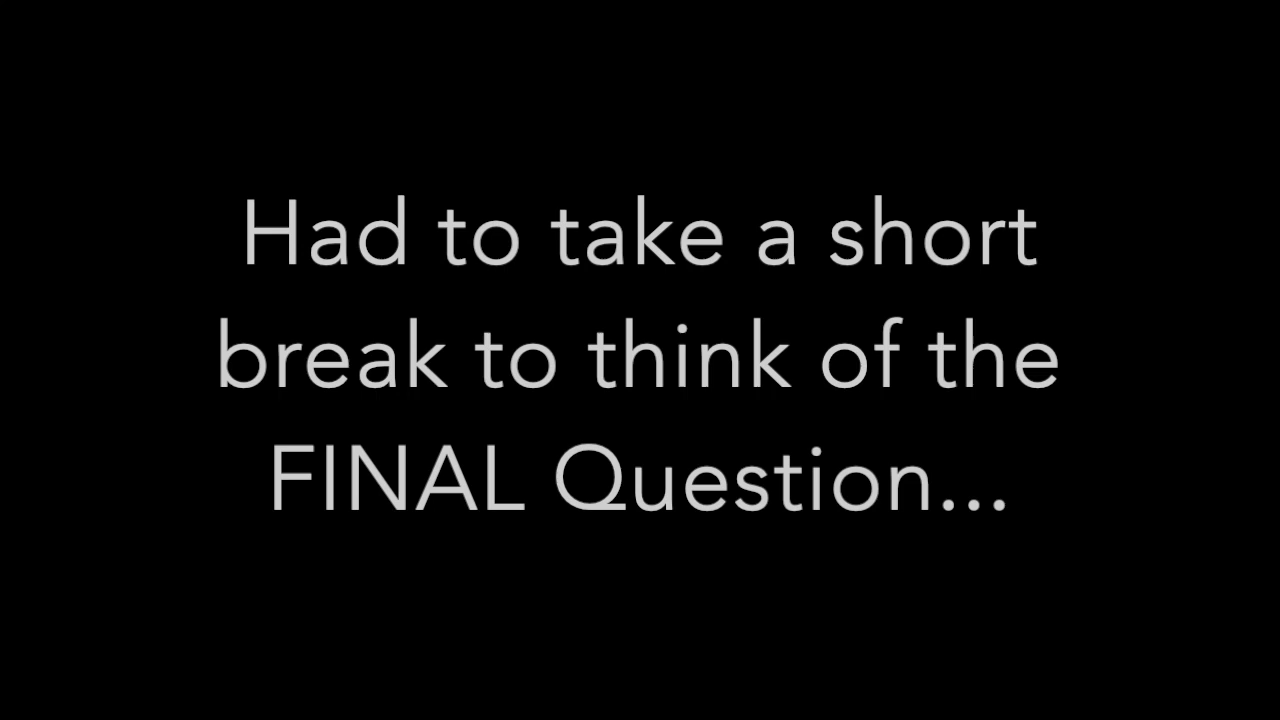 Had to take a short
break to think of the
FINAL Question...